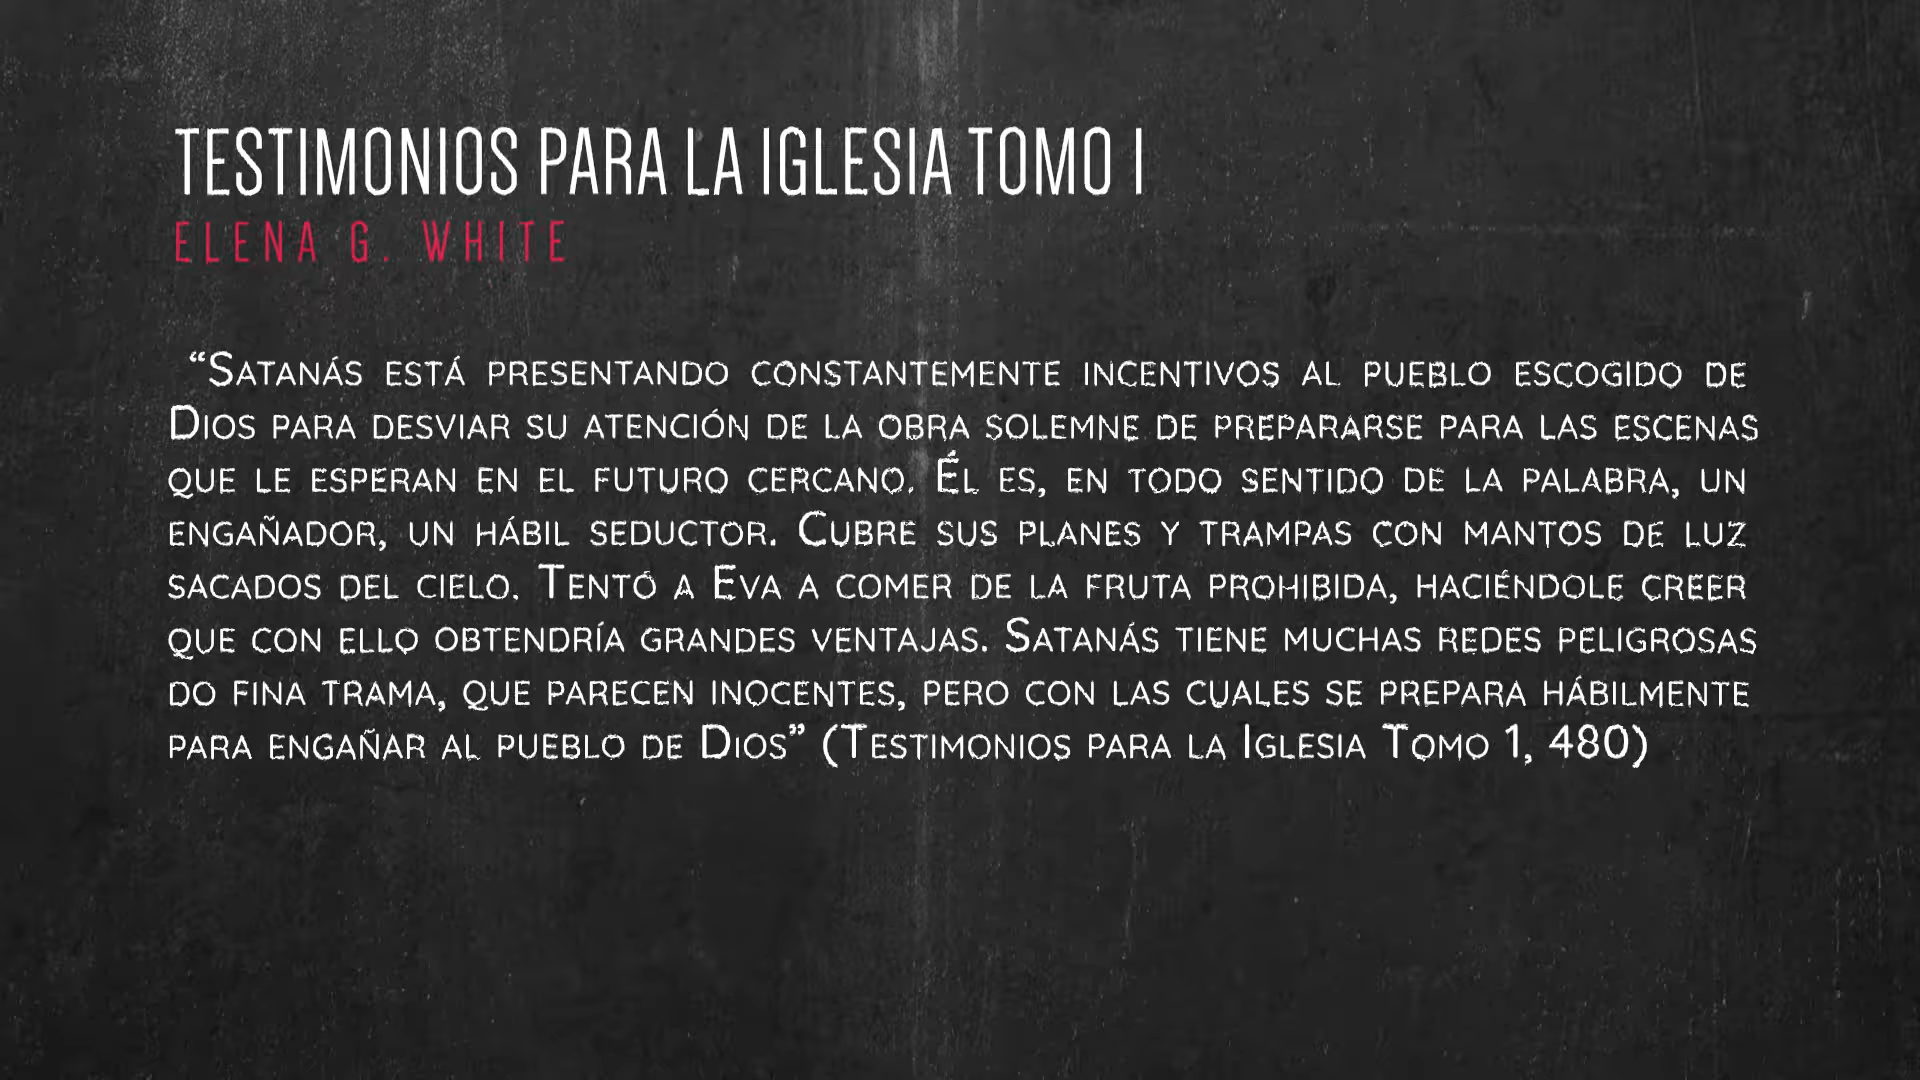 TESTIMONIOS PARA LA IGLESIA TOMO I
ELENA G. WHITE
“Satanás está presentando constantemente incentivos al pueblo escogido de
Dios para desviar su atención de la obra solemne de prepararse para las escenas
que le esperan en el futuro cercano. Él es, en todo sentido de la palabra, un
engañador, un hábil seductor. Cubre sus planes y trampas con mantos de luz
sacados del cielo. Tentó a Eva a comer de la fruta prohibida, haciéndole creer
que con ello obtendría grandes ventajas. Satanás tiene muchas redes peligrosas
do fina trama, que parecen inocentes, pero con las cuales se prepara hábilmente
para engañar al pueblo de Dios” (Testimonios para la Iglesia Tomo 1, 480)